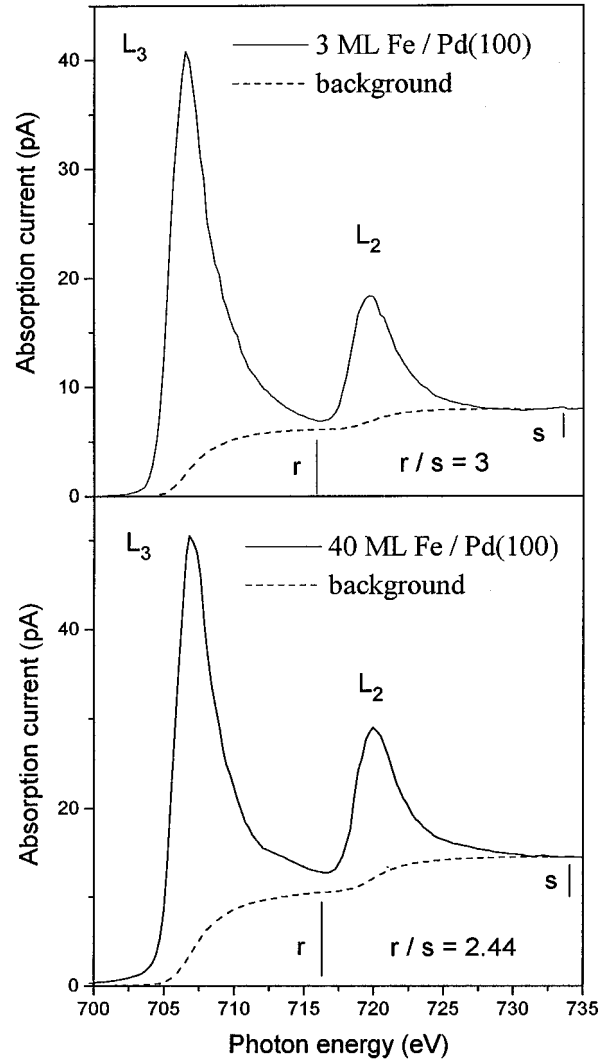 L3
3 ML Fe / Pd(100)
background
L2
s
r
r / s = 3
Absorption current (pA)
40
30
20
10
0
L3
40 ML Fe / Pd(100)
background
L2
s
r
r / s = 2.44
Absorption current (pA)
40
20
0
700 705 710 715 720 725 730 735
Photon energy (eV)